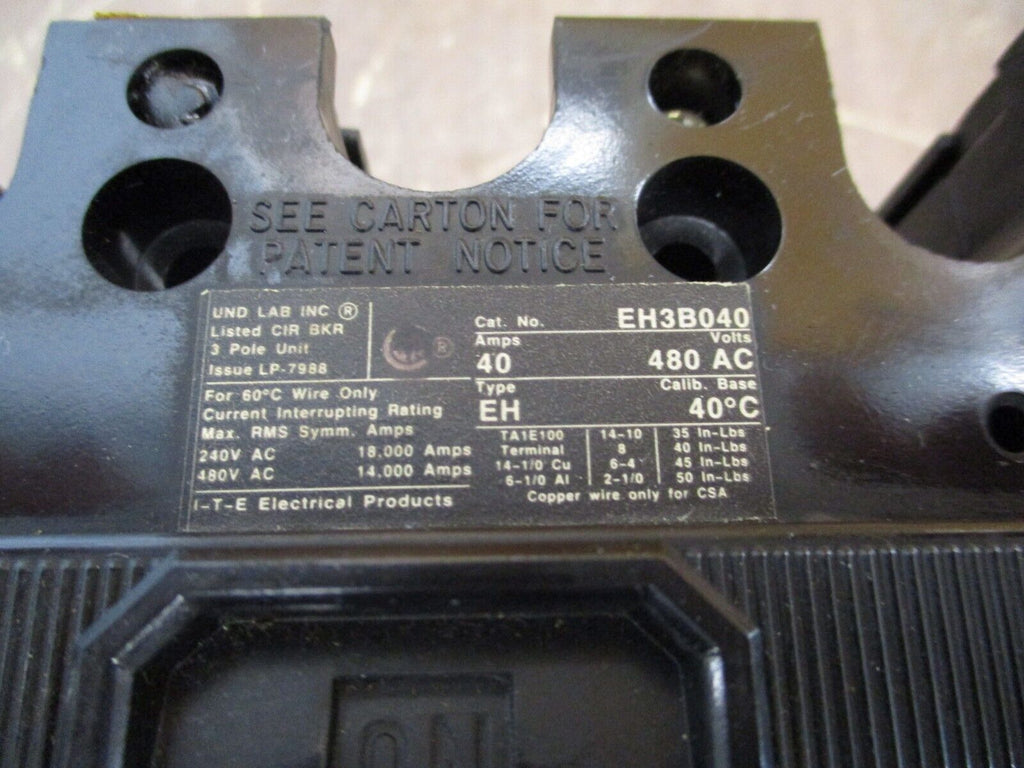 SEE CARTON FOR
PATENT NOTICE
UND LAB INC ®
Listed CIR BKR
3 Pole Unit
Issue LP-7988
®
For 60°C Wire Only
Current Interrupting Rating
Max. RMS Symm. Amps
240V AC 18,000 Amps
480V AC 14,000 Amps
I-T-E Electrical Products
Cat. No. EH3B040
Amps Volts
40 480 AC
Type Calib. Base
EH 40°C
TA1E100 14-10 35 In-Lbs
Terminal 8 40 In-Lbs
14-1/0 Cu 6-4 45 In-Lbs
6-1/0 Al 2-1/0 50 In-Lbs
Copper wire only for CSA
ON